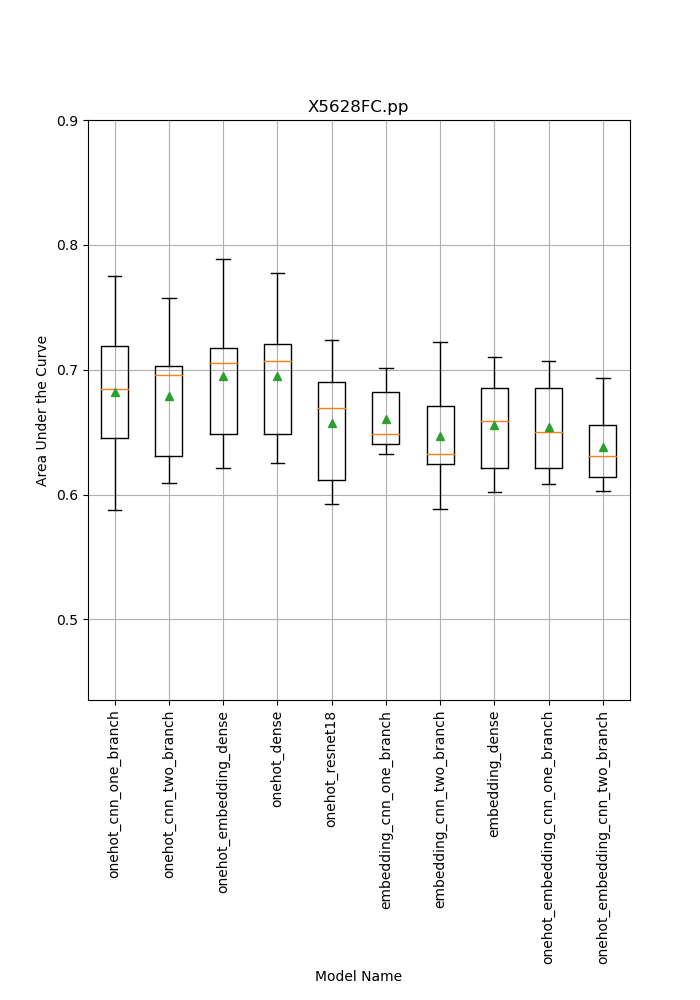 X5628FC.pp
0.9
0.8
0.7
0.6
0.5
Area Under the Curve
onehot_cnn_one_branch
onehot_cnn_two_branch
onehot_embedding_dense
onehot_dense
onehot_resnet18
embedding_cnn_one_branch
embedding_cnn_two_branch
embedding_dense
onehot_embedding_cnn_one_branch
onehot_embedding_cnn_two_branch
Model Name